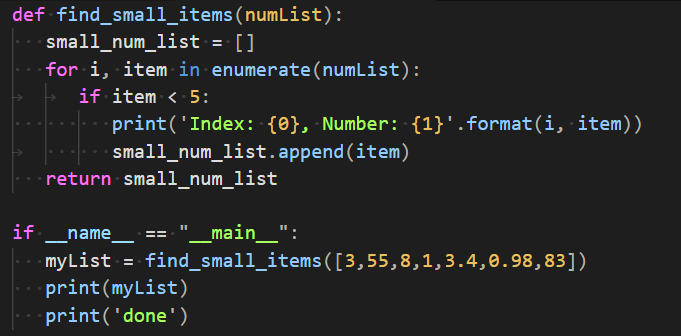 def find_small_items(numList):
    small_num_list = []
    for i, item in enumerate(numList):
        if item < 5:
            print('Index: {0}, Number: {1}'.format(i, item))
            small_num_list.append(item)
    return small_num_list

if __name__ == "__main__":
    myList = find_small_items([3,55,8,1,3.4,0.98,83])
    print(myList)
    print('done')